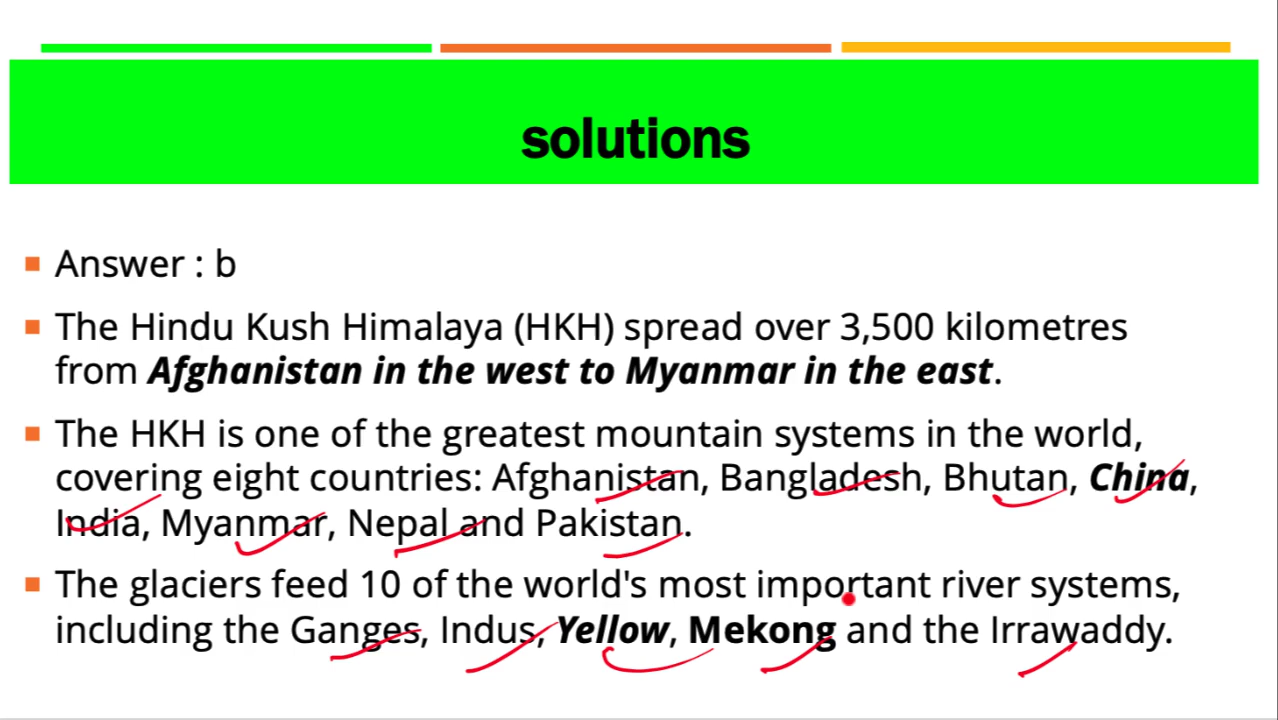 solutions
Answer : b
The Hindu Kush Himalaya (HKH) spread over 3,500 kilometres
from Afghanistan in the west to Myanmar in the east.
The HKH is one of the greatest mountain systems in the world,
covering eight countries: Afghanistan, Bangladesh, Bhutan, China,
India, Myanmar, Nepal and Pakistan.
The glaciers feed 10 of the world's most important river systems,
including the Ganges, Indus, Yellow, Mekong and the Irrawaddy.